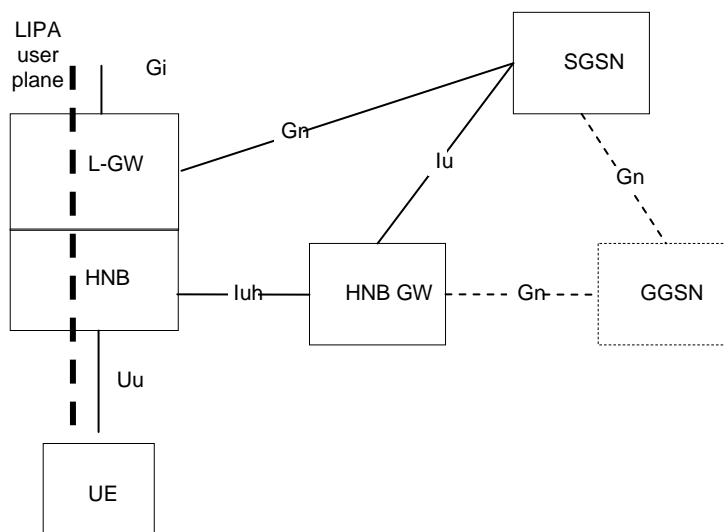 LIPA
user
plane
Gi
SGSN
L-GW
Gn
Iu
Gn
HNB
Iuh
HNB GW
Gn
GGSN
Uu
UE